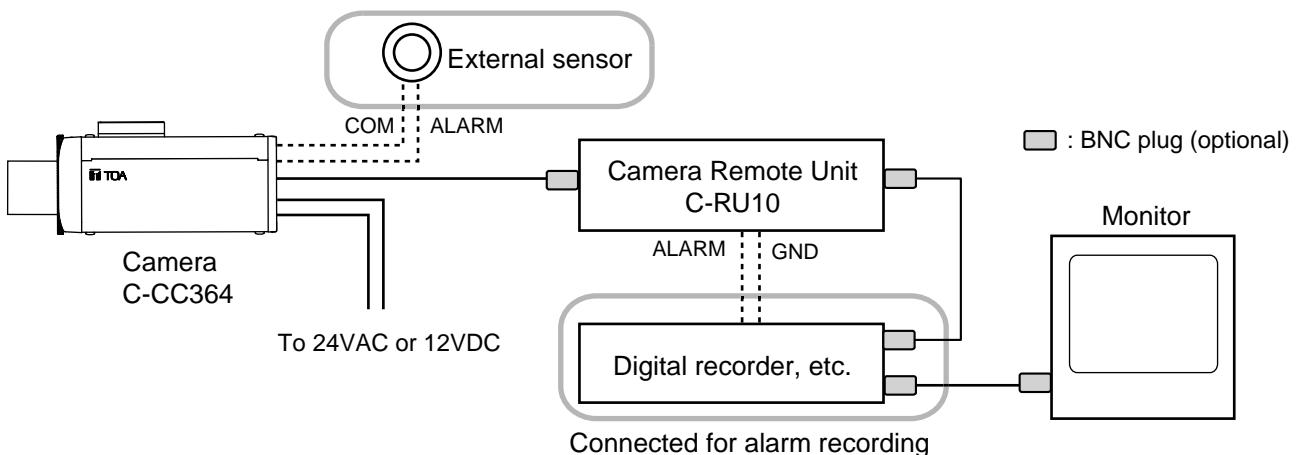 External sensor
COM
ALARM
: BNC plug (optional)
TOA
Camera Remote Unit
C-RU10
Monitor
ALARM
GND
Camera
C-CC364
To 24VAC or 12VDC
Digital recorder, etc.
Connected for alarm recording